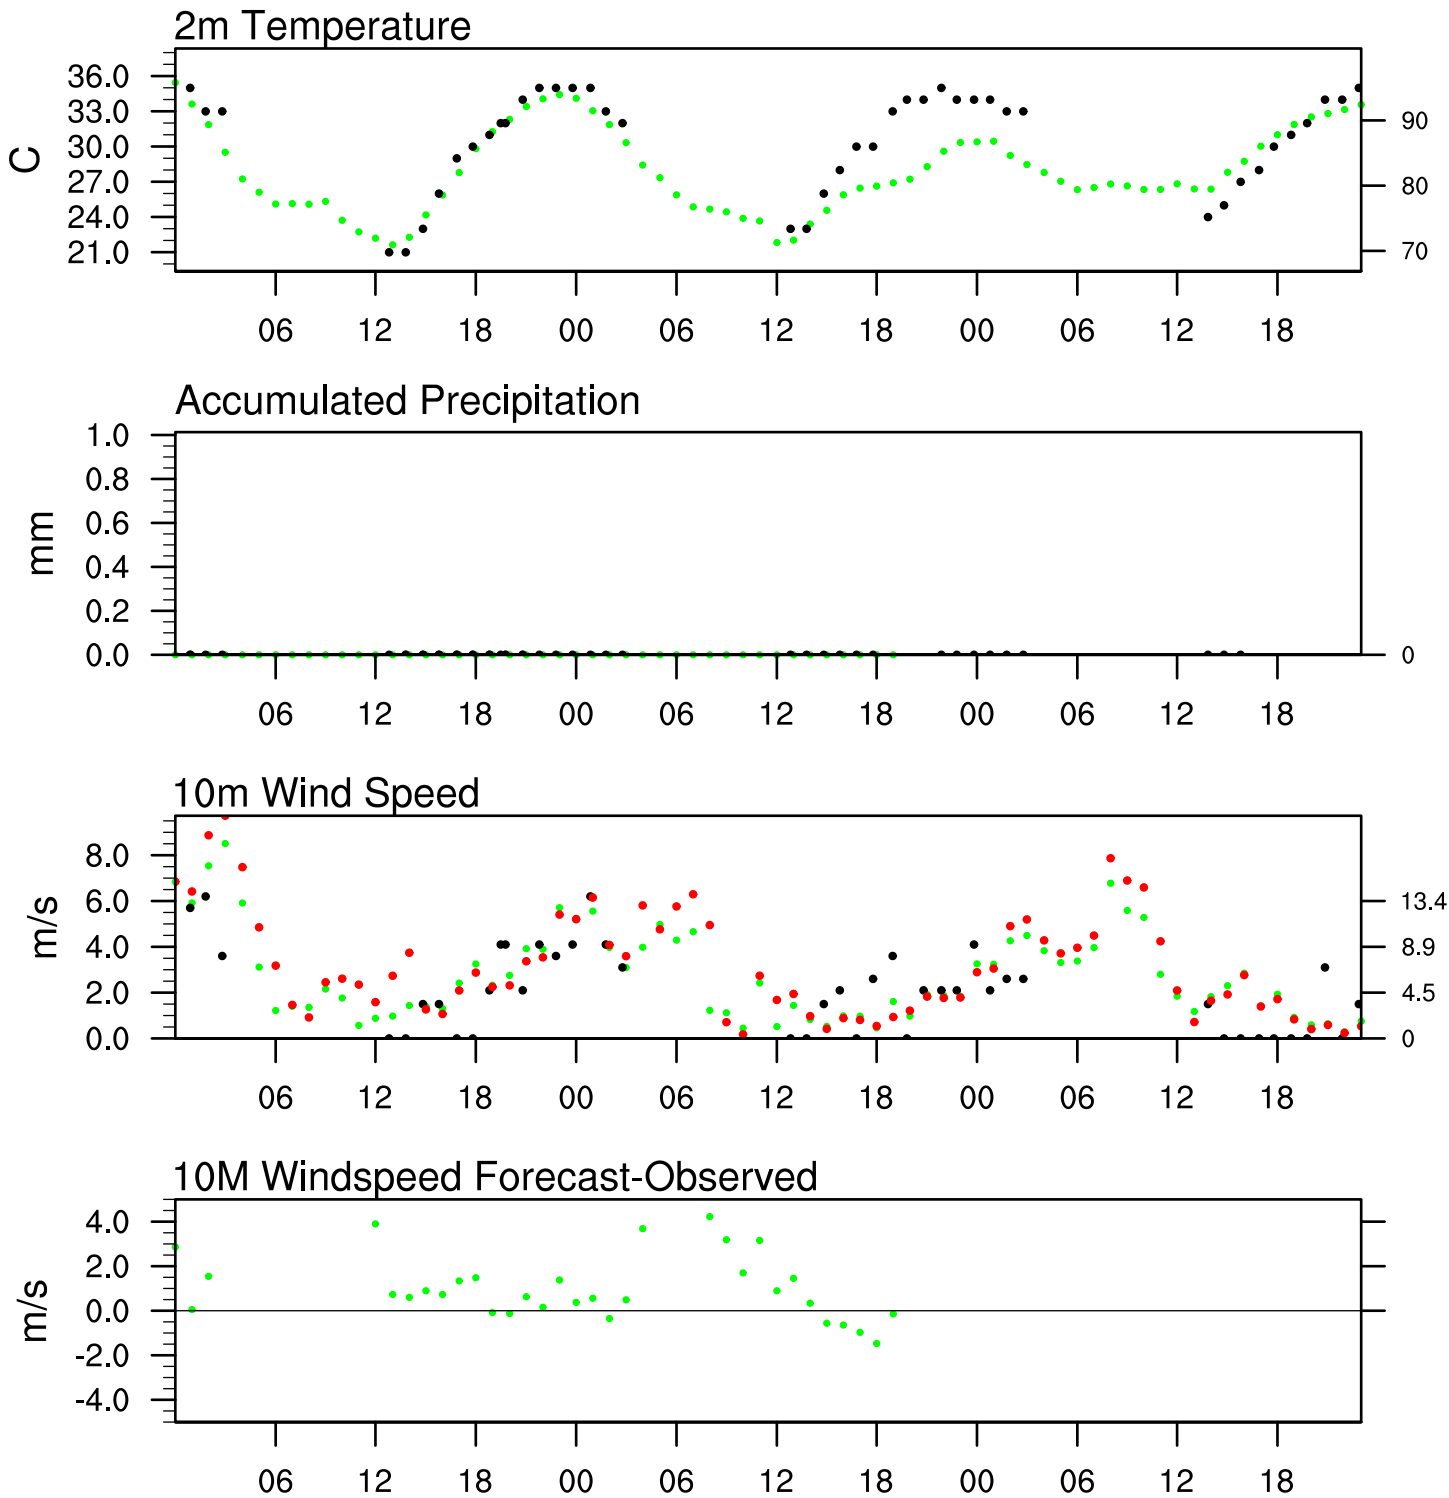 2m Temperature
36.0
33.0
30.0
27.0
24.0
21.0
C
90
80
70
06 12 18 00 06 12 18 00 06 12 18
Accumulated Precipitation
1.0
0.8
0.6
0.4
0.2
0.0
mm
0
06 12 18 00 06 12 18 00 06 12 18
10m Wind Speed
8.0
6.0
4.0
2.0
0.0
m/s
13.4
8.9
4.5
0
06 12 18 00 06 12 18 00 06 12 18
10M Windspeed Forecast-Observed
4.0
2.0
0.0
-2.0
-4.0
m/s
06 12 18 00 06 12 18 00 06 12 18